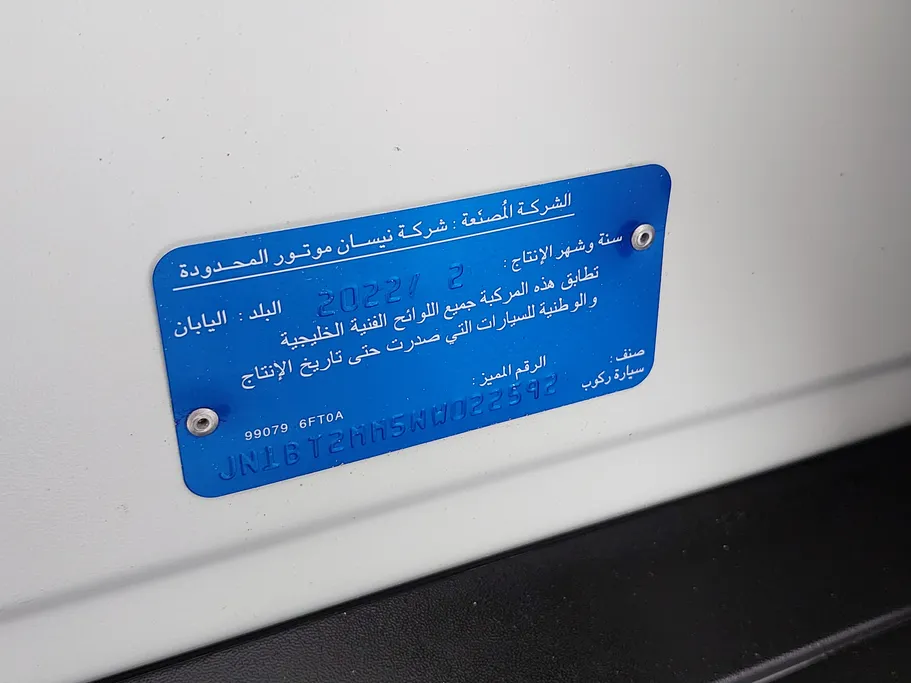 الشركة المُصنّعة : شركة نيسان موتور المحدودة
سنة وشهر الإنتاج : 2022/ 2 البلد : اليابان
تطابق هذه المركبة جميع اللوائح الفنية الخليجية
والوطنية للسيارات التي صدرت حتى تاريخ الإنتاج
صنف : الرقم المميز :
سيارة ركوب
99079 6FT0A
JN1BT2MM5NW022592